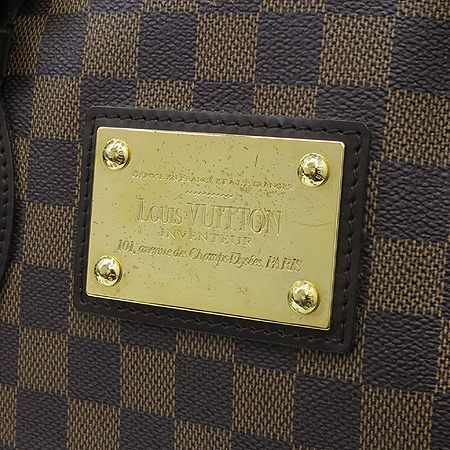 DÉPOSÉ EN FRANCE ET À L'ÉTRANGER
LOUIS VUITTON
INVENTEUR
101, avenue des Champs-Elysées, PARIS